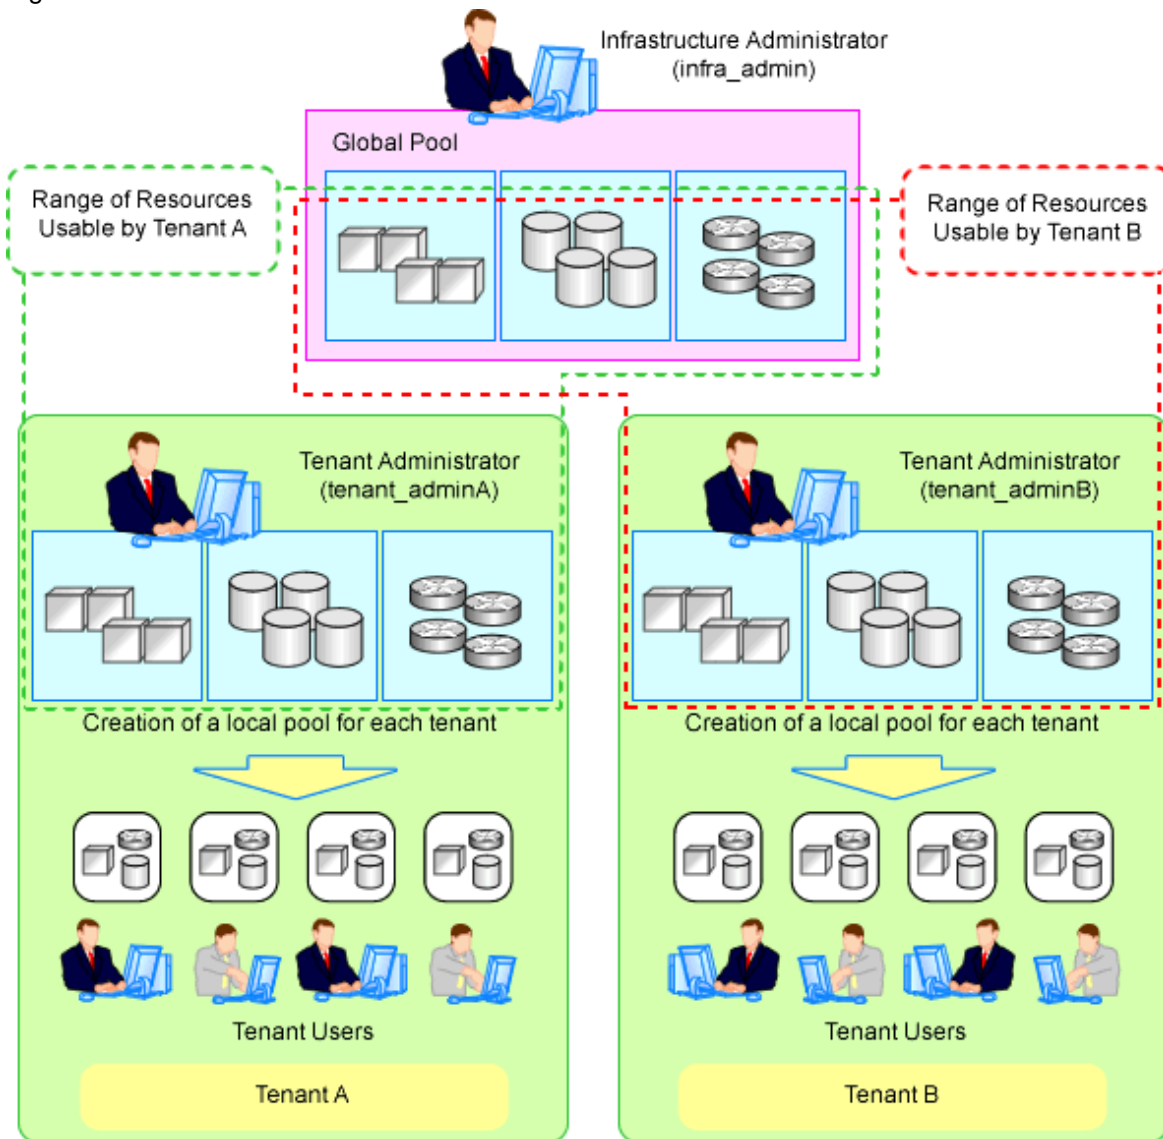 Infrastructure Administrator
(infra_admin)
Global Pool
Range of Resources
Usable by Tenant A
Range of Resources
Usable by Tenant B
Tenant Administrator
(tenant_adminA)
Creation of a local pool for each tenant
Tenant Users
Tenant A
Tenant Administrator
(tenant_adminB)
Creation of a local pool for each tenant
Tenant Users
Tenant B